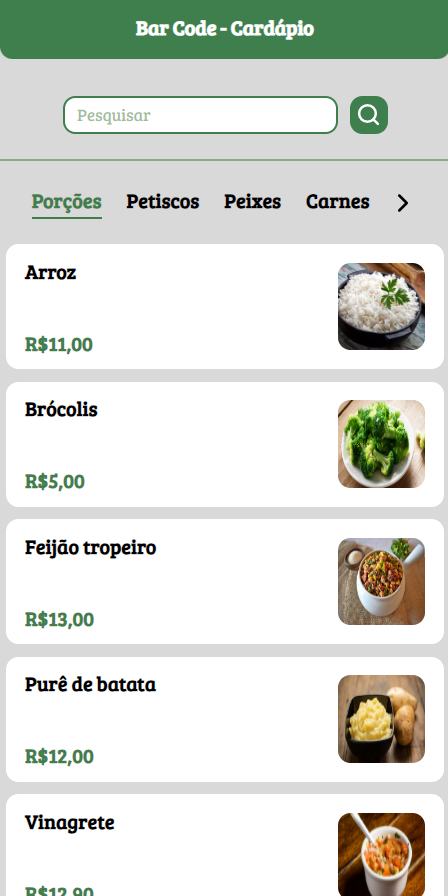 Bar Code - Cardápio
Pesquisar
Porções Petiscos Peixes Carnes
Arroz
R$11,00
Brócolis
R$5,00
Feijão tropeiro
R$13,00
Purê de batata
R$12,00
Vinagrete
R$12,90